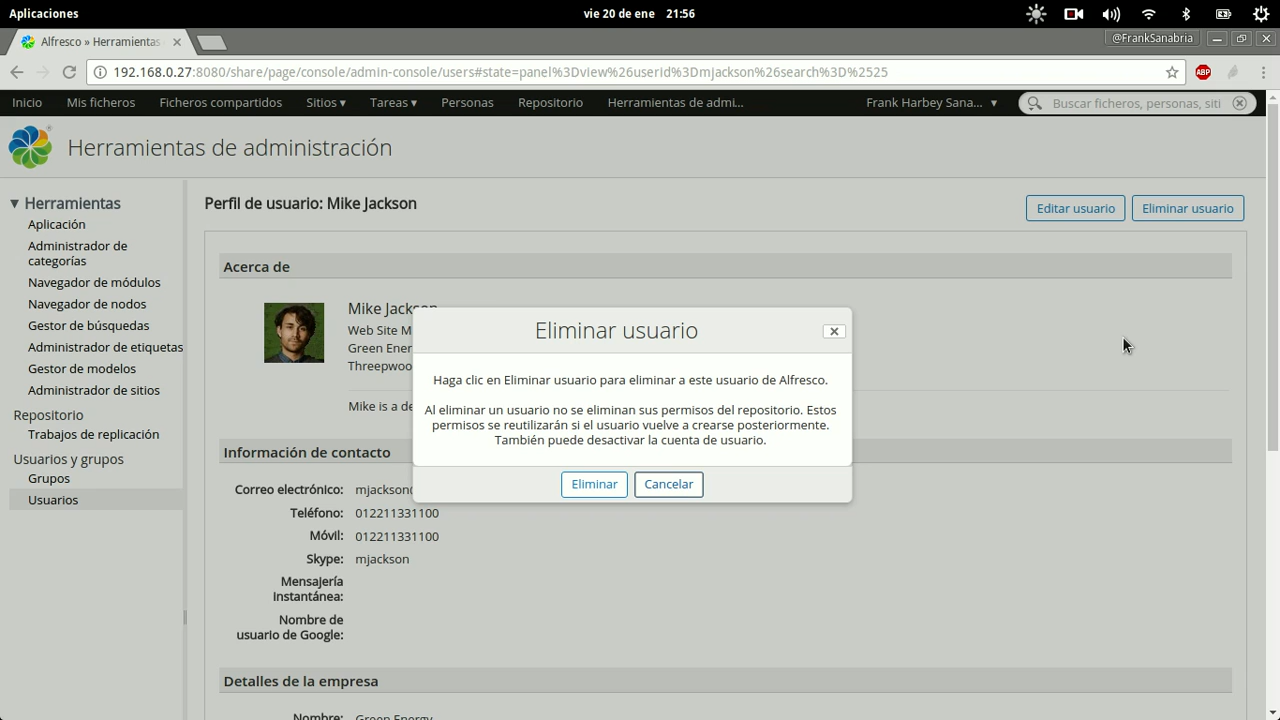 Aplicaciones
vie 20 de ene 21:56
Alfresco » Herramientas
@FrankSanabria
192.168.0.27:8080/share/page/console/admin-console/users#state=panel%3Dview%26userid%3Dmjackson%26search%3D%2525
ABP
Inicio Mis ficheros Ficheros compartidos Sitios ▾ Tareas ▾ Personas Repositorio Herramientas de admi... Frank Harbey Sana... ▾ Buscar ficheros, personas, siti
Herramientas de administración
▼ Herramientas
Aplicación
Administrador de
categorías
Navegador de módulos
Navegador de nodos
Gestor de búsquedas
Administrador de etiquetas
Gestor de modelos
Administrador de sitios
Repositorio
Trabajos de replicación
Usuarios y grupos
Grupos
Usuarios
Perfil de usuario: Mike Jackson
Editar usuario Eliminar usuario
Acerca de
Mike Jackson
Web Site M
Green Ener
Threepwoo
Mike is a de
Eliminar usuario
Haga clic en Eliminar usuario para eliminar a este usuario de Alfresco.
Al eliminar un usuario no se eliminan sus permisos del repositorio. Estos
permisos se reutilizarán si el usuario vuelve a crearse posteriormente.
También puede desactivar la cuenta de usuario.
Eliminar Cancelar
Información de contacto
Correo electrónico: mjackson
Teléfono: 012211331100
Móvil: 012211331100
Skype: mjackson
Mensajería
Instantánea:
Nombre de
usuario de Google:
Detalles de la empresa
Nombre: Green Energy